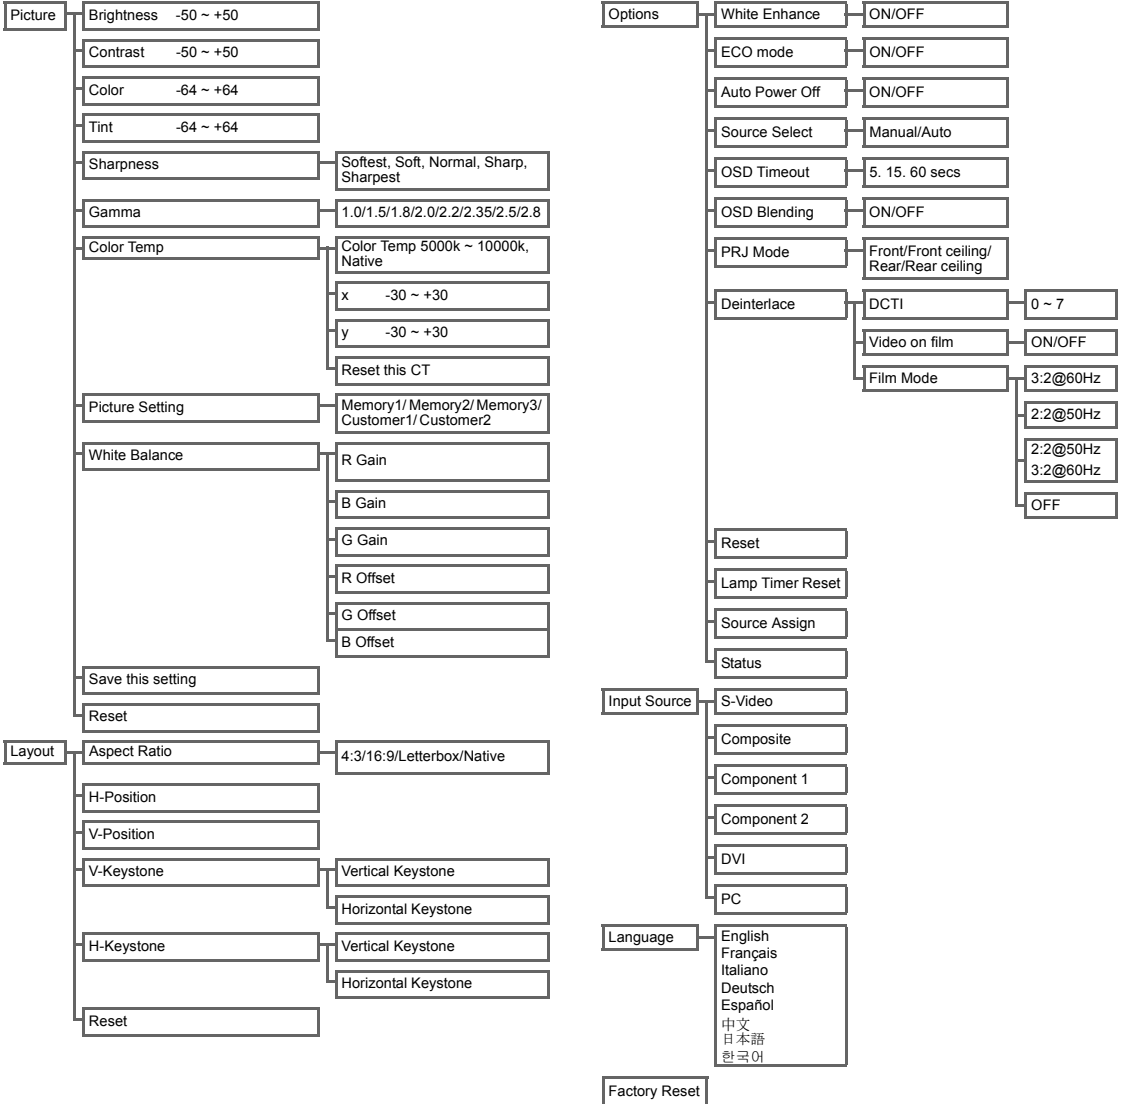 Picture
Brightness -50 ~ +50
Contrast -50 ~ +50
Color -64 ~ +64
Tint -64 ~ +64
Sharpness
Softest, Soft, Normal, Sharp,
Sharpest
Gamma
1.0/1.5/1.8/2.0/2.2/2.35/2.5/2.8
Color Temp
Color Temp 5000k ~ 10000k,
Native
x -30 ~ +30
y -30 ~ +30
Reset this CT
Picture Setting
Memory1/ Memory2/ Memory3/
Customer1/ Customer2
White Balance
R Gain
B Gain
G Gain
R Offset
G Offset
B Offset
Save this setting
Reset
Layout
Aspect Ratio
4:3/16:9/Letterbox/Native
H-Position
V-Position
V-Keystone
Vertical Keystone
Horizontal Keystone
H-Keystone
Vertical Keystone
Horizontal Keystone
Reset
Options
White Enhance
ON/OFF
ECO mode
ON/OFF
Auto Power Off
ON/OFF
Source Select
Manual/Auto
OSD Timeout
5. 15. 60 secs
OSD Blending
ON/OFF
PRJ Mode
Front/Front ceiling/
Rear/Rear ceiling
Deinterlace
DCTI
0 ~ 7
Video on film
ON/OFF
Film Mode
3:2@60Hz
2:2@50Hz
2:2@50Hz
3:2@60Hz
OFF
Reset
Lamp Timer Reset
Source Assign
Status
Input Source
S-Video
Composite
Component 1
Component 2
DVI
PC
Language
English
Français
Italiano
Deutsch
Español
中文
日本語
한국어
Factory Reset